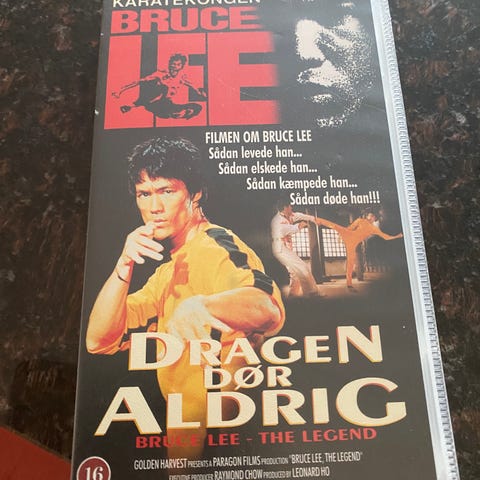 KARATEKONGEN
BRUCE
LEE
FILMEN OM BRUCE LEE
Sådan levede han...
Sådan elskede han...
Sådan kæmpede han...
Sådan døde han!!!
DRAGEN
DØR
ALDRIG
BRUCE LEE - THE LEGEND
16
GOLDEN HARVEST PRESENTS A PARAGON FILMS PRODUCTION "BRUCE LEE, THE LEGEND"
EXECUTIVE PRODUCER RAYMOND CHOW PRODUCED BY LEONARD HO